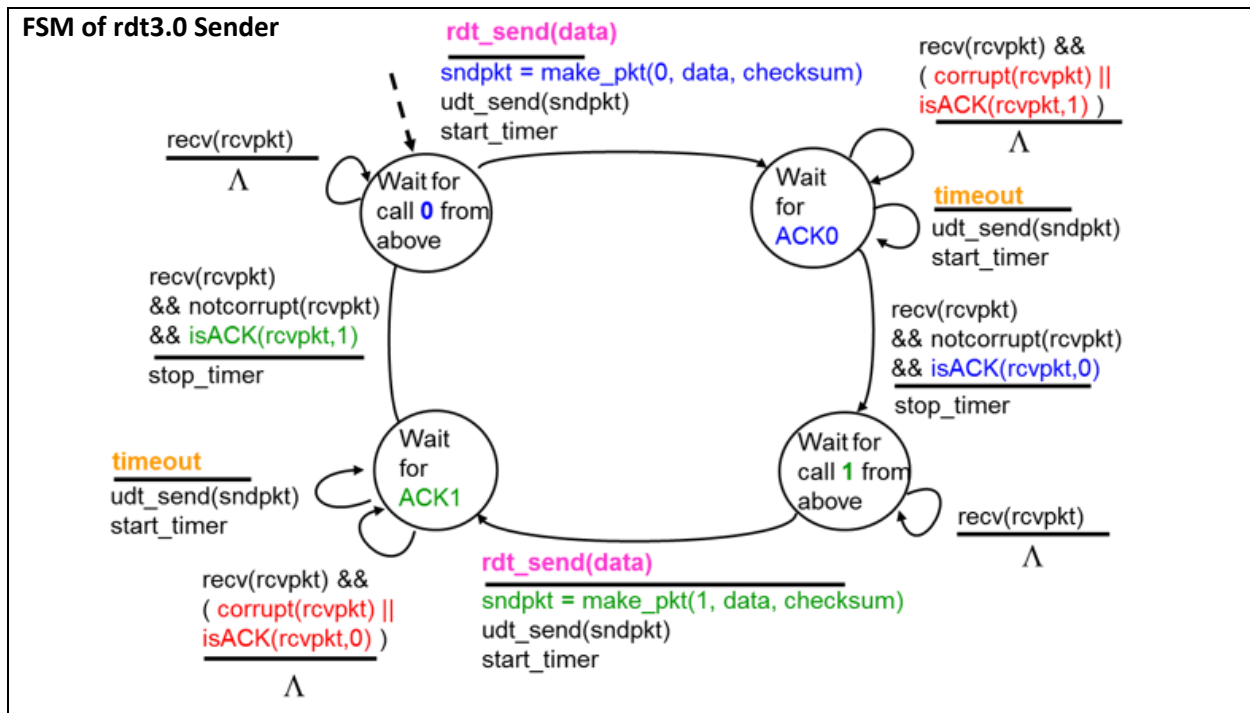 FSM of rdt3.0 Sender
rdt_send(data)
sndpkt = make_pkt(0, data, checksum)
udt_send(sndpkt)
start_timer
recv(rcvpkt) &&
( corrupt(rcvpkt) ||
isACK(rcvpkt,1) )
Λ
recv(rcvpkt)
Λ
Wait for
call 0 from
above
Wait
for
ACK0
timeout
udt_send(sndpkt)
start_timer
recv(rcvpkt)
&& notcorrupt(rcvpkt)
&& isACK(rcvpkt,1)
stop_timer
recv(rcvpkt)
&& notcorrupt(rcvpkt)
&& isACK(rcvpkt,0)
stop_timer
timeout
udt_send(sndpkt)
start_timer
Wait
for
ACK1
Wait for
call 1 from
above
recv(rcvpkt)
Λ
recv(rcvpkt) &&
( corrupt(rcvpkt) ||
isACK(rcvpkt,0) )
Λ
rdt_send(data)
sndpkt = make_pkt(1, data, checksum)
udt_send(sndpkt)
start_timer